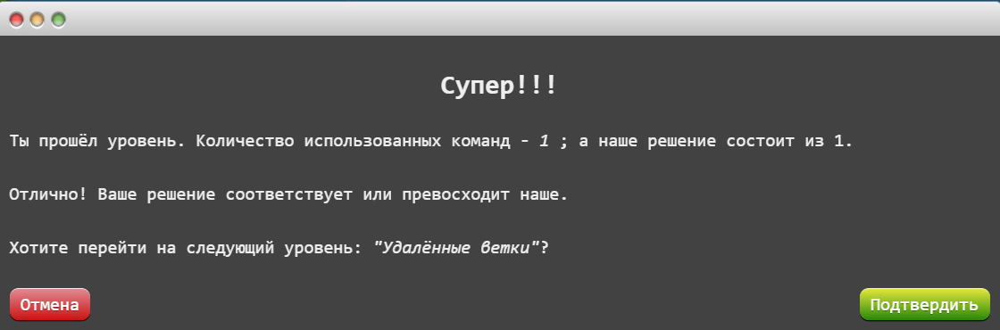 Супер!!!
Ты прошёл уровень. Количество использованных команд - 1 ; а наше решение состоит из 1.
Отлично! Ваше решение соответствует или превосходит наше.
Хотите перейти на следующий уровень: "Удалённые ветки"?
Отмена
Подтвердить